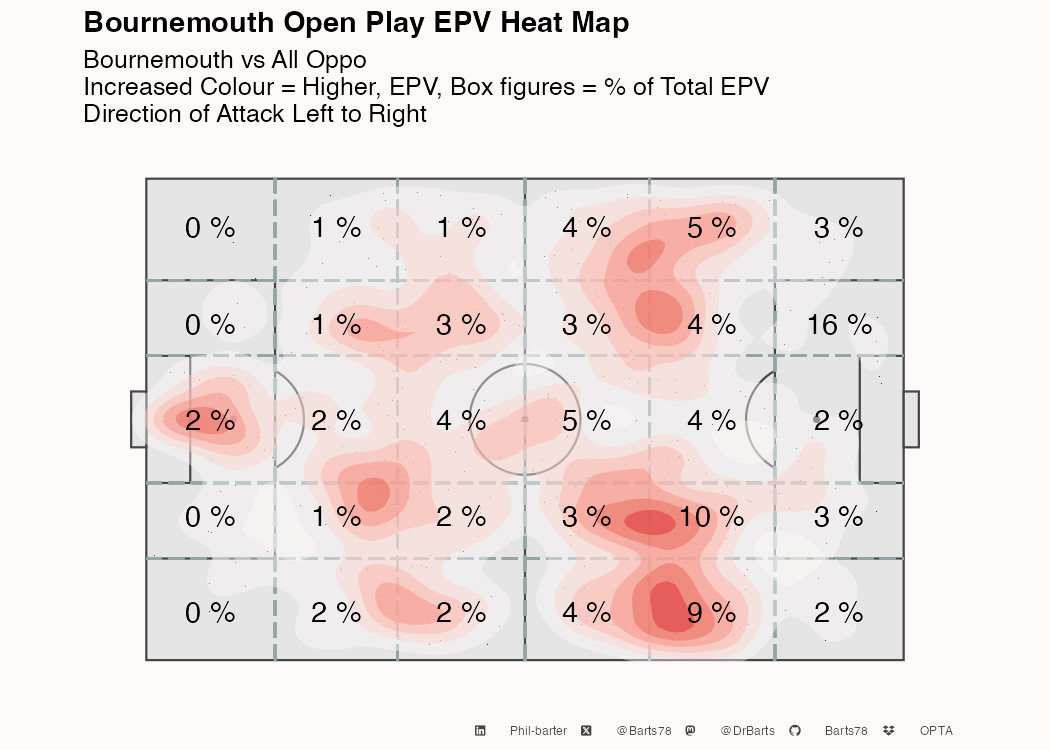 Bournemouth Open Play EPV Heat Map
Bournemouth vs All Oppo
Increased Colour = Higher, EPV, Box figures = % of Total EPV
Direction of Attack Left to Right
0 % 1 % 1 % 4 % 5 % 3 %
0 % 1 % 3 % 3 % 4 % 16 %
2 % 2 % 4 % 5 % 4 % 2 %
0 % 1 % 2 % 3 % 10 % 3 %
0 % 2 % 2 % 4 % 9 % 2 %
Phil-barter @Barts78 @DrBarts Barts78 OPTA